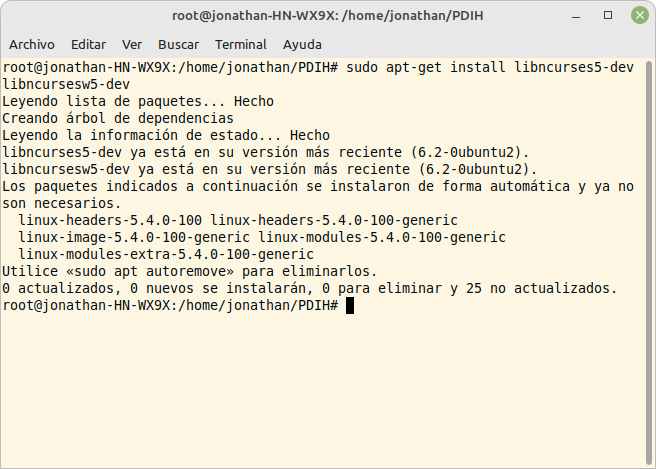 root@jonathan-HN-WX9X: /home/jonathan/PDIH
Archivo Editar Ver Buscar Terminal Ayuda
root@jonathan-HN-WX9X:/home/jonathan/PDIH# sudo apt-get install libncurses5-dev
libncursesw5-dev
Leyendo lista de paquetes... Hecho
Creando árbol de dependencias
Leyendo la información de estado... Hecho
libncurses5-dev ya está en su versión más reciente (6.2-0ubuntu2).
libncursesw5-dev ya está en su versión más reciente (6.2-0ubuntu2).
Los paquetes indicados a continuación se instalaron de forma automática y ya no
son necesarios.
linux-headers-5.4.0-100 linux-headers-5.4.0-100-generic
linux-image-5.4.0-100-generic linux-modules-5.4.0-100-generic
linux-modules-extra-5.4.0-100-generic
Utilice «sudo apt autoremove» para eliminarlos.
0 actualizados, 0 nuevos se instalarán, 0 para eliminar y 25 no actualizados.
root@jonathan-HN-WX9X:/home/jonathan/PDIH#